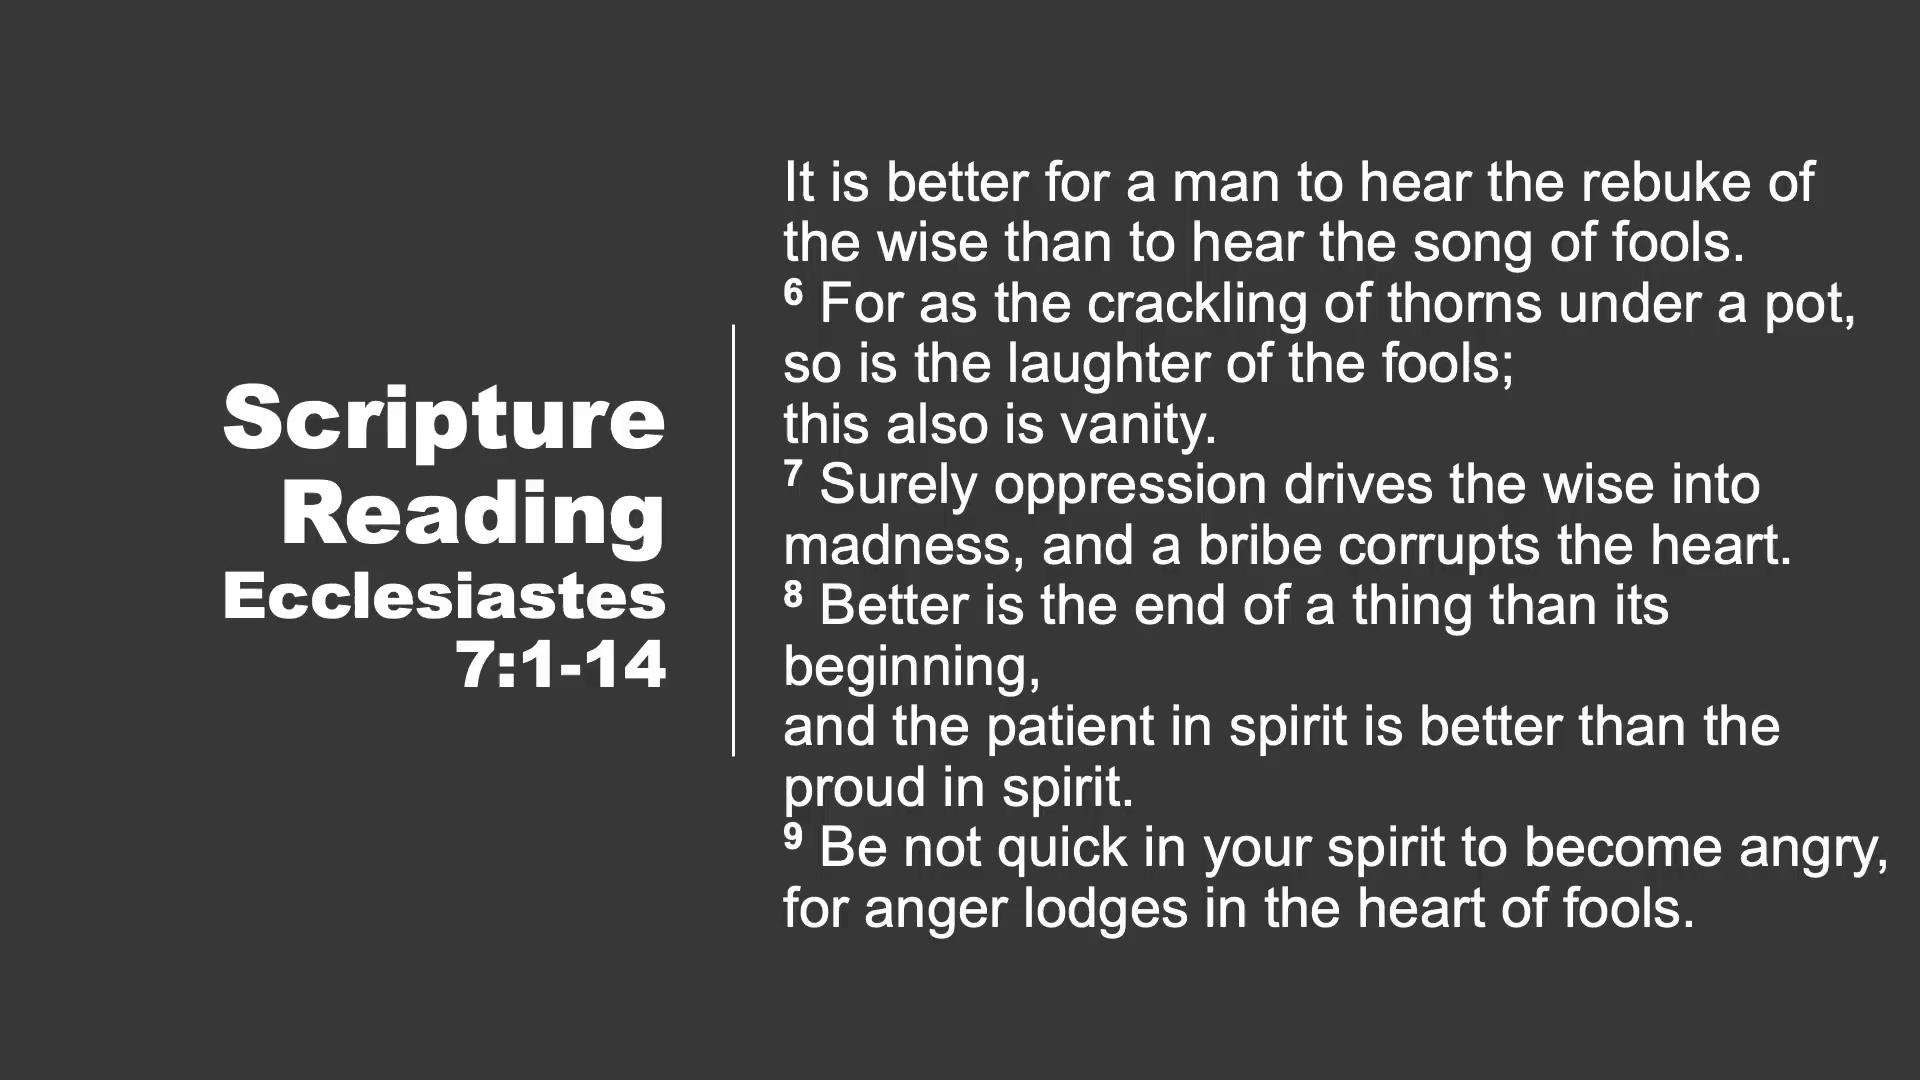 Scripture
Reading
Ecclesiastes
7:1-14
It is better for a man to hear the rebuke of
the wise than to hear the song of fools.
6 For as the crackling of thorns under a pot,
so is the laughter of the fools;
this also is vanity.
7 Surely oppression drives the wise into
madness, and a bribe corrupts the heart.
8 Better is the end of a thing than its
beginning,
and the patient in spirit is better than the
proud in spirit.
9 Be not quick in your spirit to become angry,
for anger lodges in the heart of fools.